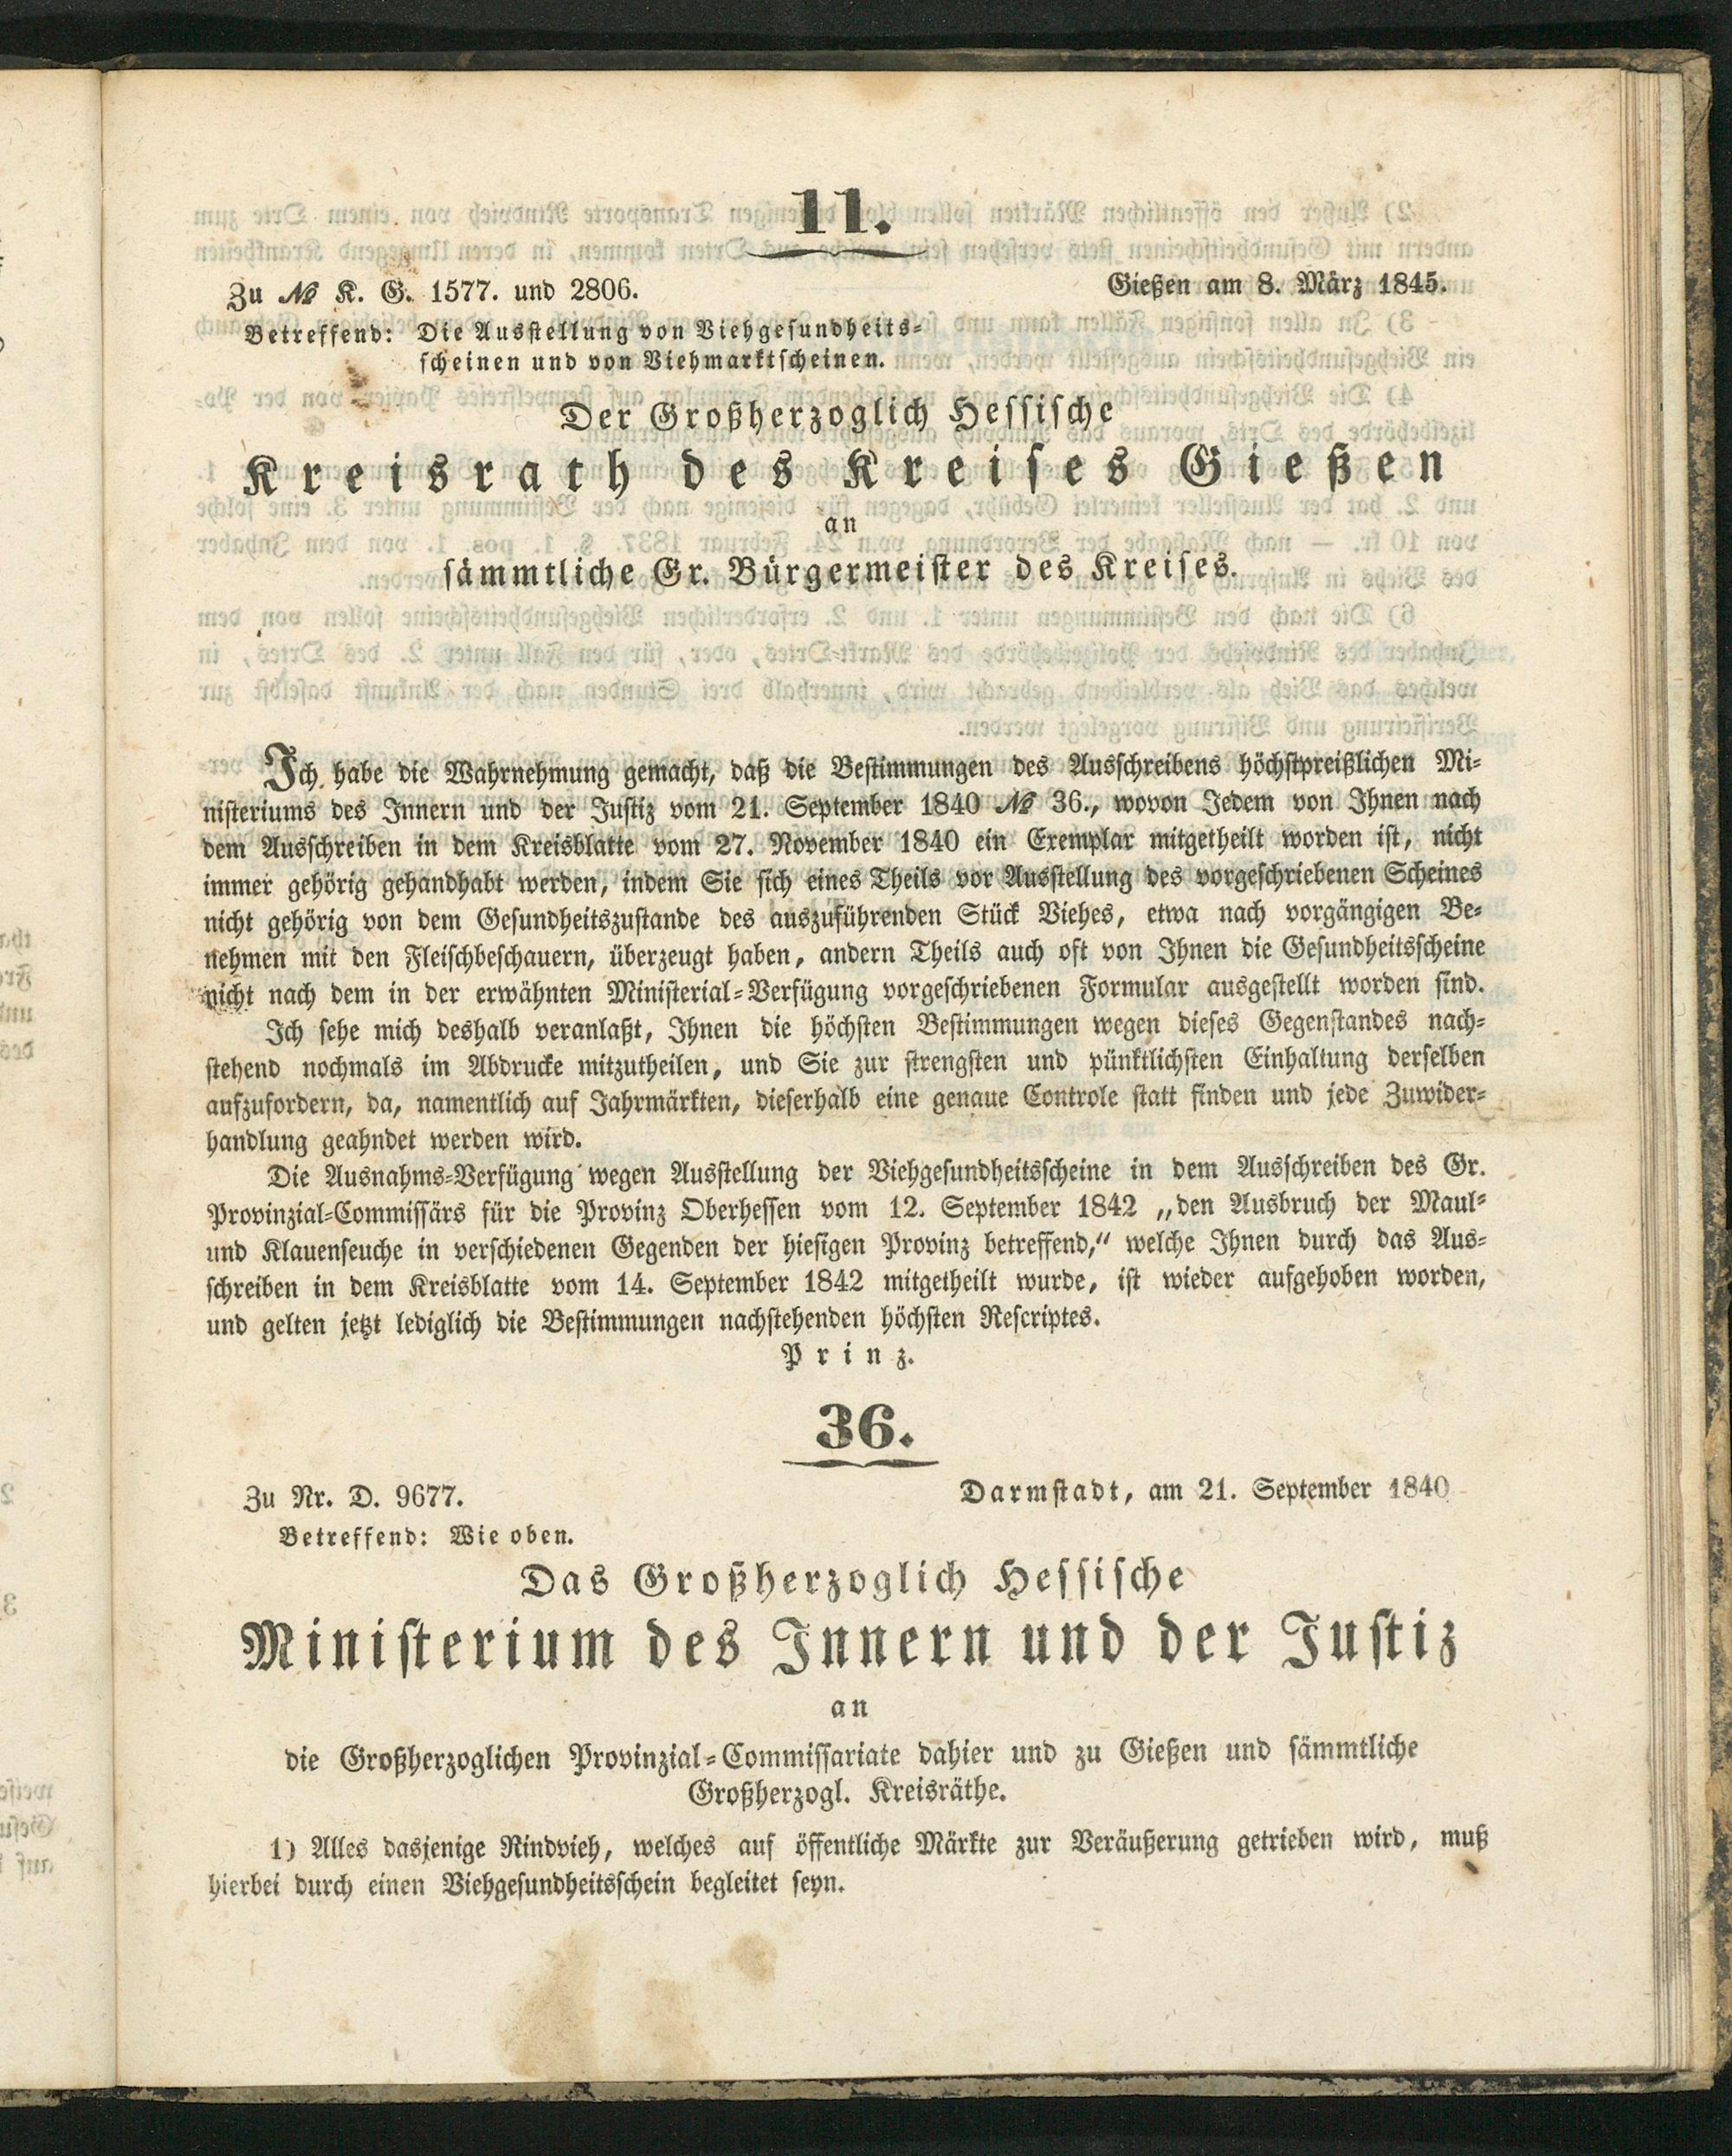 11.
Zu № K. G. 1577. und 2806.
Gießen am 8. März 1845.
Betreffend: Die Ausstellung von Viehgesundheits-
scheinen und von Viehmarktscheinen.
Der Großherzoglich Hessische
Kreisrath des Kreises Gießen
an
sämmtliche Gr. Bürgermeister des Kreises.
Ich habe die Wahrnehmung gemacht, daß die Bestimmungen des Ausschreibens höchstpreißlichen Mi-
nisteriums des Innern und der Justiz vom 21. September 1840 № 36., wovon Jedem von Ihnen nach
dem Ausschreiben in dem Kreisblatte vom 27. November 1840 ein Exemplar mitgetheilt worden ist, nicht
immer gehörig gehandhabt werden, indem Sie sich eines Theils vor Ausstellung des vorgeschriebenen Scheines
nicht gehörig von dem Gesundheitszustande des auszuführenden Stück Viehes, etwa nach vorgängigen Be-
nehmen mit den Fleischbeschauern, überzeugt haben, andern Theils auch oft von Ihnen die Gesundheitsscheine
nicht nach dem in der erwähnten Ministerial-Verfügung vorgeschriebenen Formular ausgestellt worden sind.
Ich sehe mich deshalb veranlaßt, Ihnen die höchsten Bestimmungen wegen dieses Gegenstandes nach-
stehend nochmals im Abdrucke mitzutheilen, und Sie zur strengsten und pünktlichsten Einhaltung derselben
aufzufordern, da, namentlich auf Jahrmärkten, dieserhalb eine genaue Controle statt finden und jede Zuwider-
handlung geahndet werden wird.
Die Ausnahms-Verfügung wegen Ausstellung der Viehgesundheitsscheine in dem Ausschreiben des Gr.
Provinzial-Commissärs für die Provinz Oberhessen vom 12. September 1842 „den Ausbruch der Maul-
und Klauenseuche in verschiedenen Gegenden der hiesigen Provinz betreffend,“ welche Ihnen durch das Aus-
schreiben in dem Kreisblatte vom 14. September 1842 mitgetheilt wurde, ist wieder aufgehoben worden,
und gelten jetzt lediglich die Bestimmungen nachstehenden höchsten Rescriptes.
Prinz.
36.
Zu Nr. D. 9677.
Darmstadt, am 21. September 1840
Betreffend: Wie oben.
Das Großherzoglich Hessische
Ministerium des Innern und der Justiz
an
die Großherzoglichen Provinzial-Commissariate dahier und zu Gießen und sämmtliche
Großherzogl. Kreisräthe.
1) Alles dasjenige Rindvieh, welches auf öffentliche Märkte zur Veräußerung getrieben wird, muß
hierbei durch einen Viehgesundheitsschein begleitet seyn.